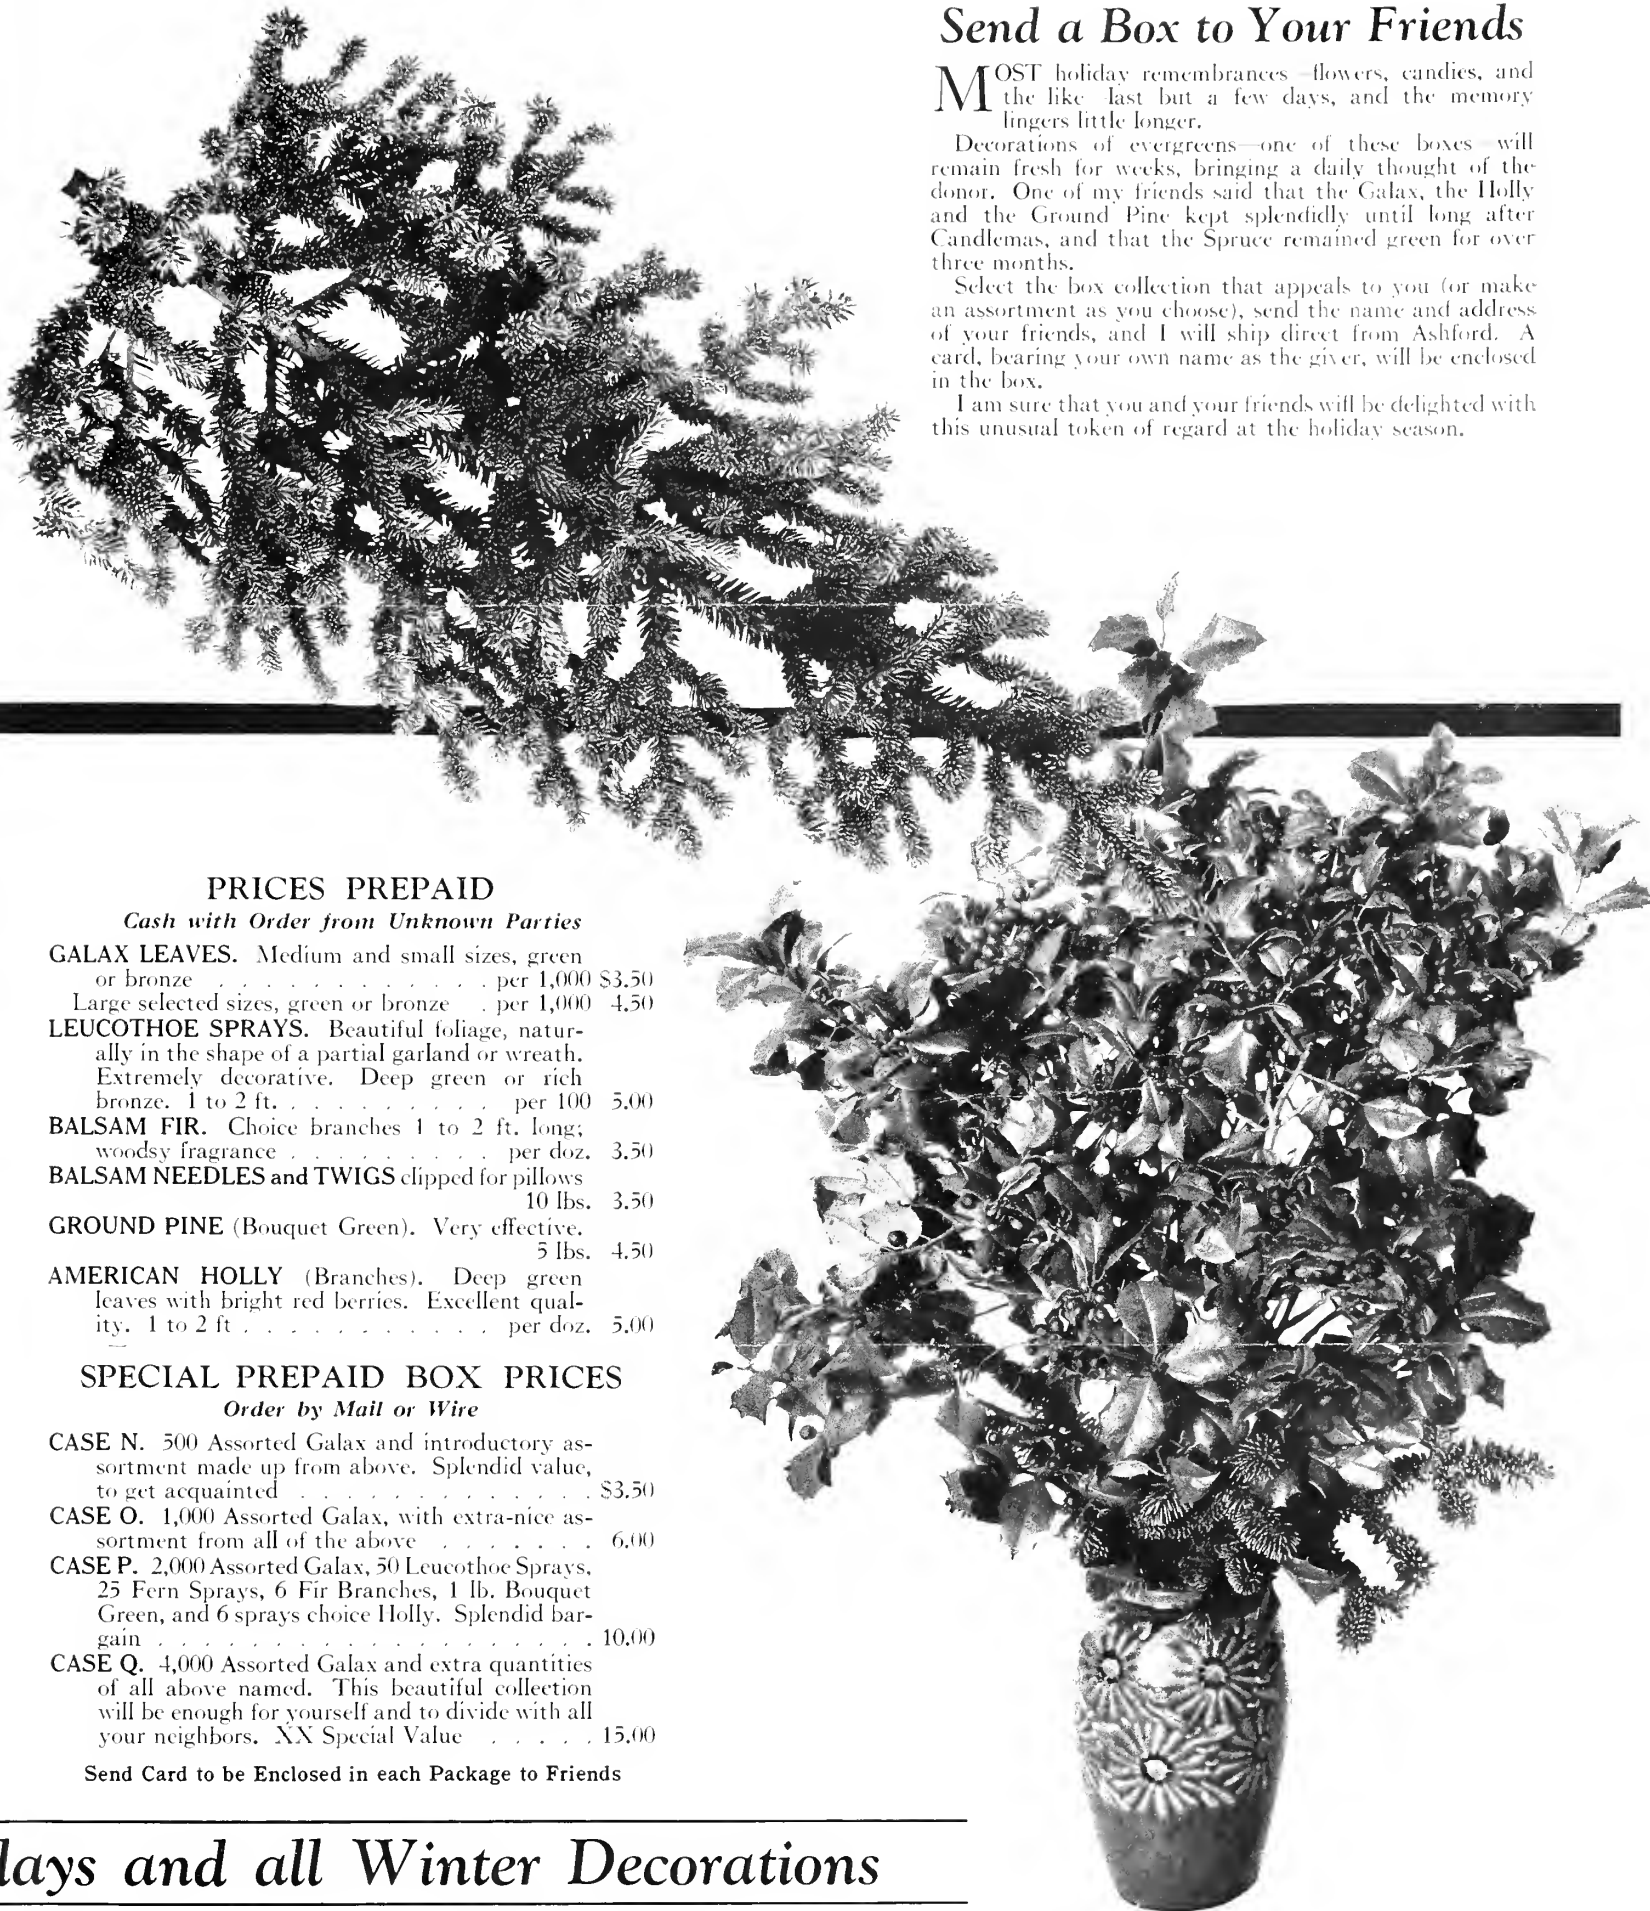 Send a Box to Your Friends
MOST holiday remembrances—flowers, candies, and
the like—last but a few days, and the memory
lingers little longer.
Decorations of evergreens—one of these boxes—will
remain fresh for weeks, bringing a daily thought of the
donor. One of my friends said that the Galax, the Holly
and the Ground Pine kept splendidly until long after
Candlemas, and that the Spruce remained green for over
three months.
Select the box collection that appeals to you (or make
an assortment as you choose), send the name and address
of your friends, and I will ship direct from Ashford. A
card, bearing your own name as the giver, will be enclosed
in the box.
I am sure that you and your friends will be delighted with
this unusual token of regard at the holiday season.
PRICES PREPAID
Cash with Order from Unknown Parties
GALAX LEAVES. Medium and small sizes, green
or bronze . . . . . . . . . . . . per 1,000 $3.50
Large selected sizes, green or bronze . per 1,000 4.50
LEUCOTHOE SPRAYS. Beautiful foliage, natur-
ally in the shape of a partial garland or wreath.
Extremely decorative. Deep green or rich
bronze. 1 to 2 ft. . . . . . . . . . . per 100 5.00
BALSAM FIR. Choice branches 1 to 2 ft. long;
woodsy fragrance . . . . . . . . . per doz. 3.50
BALSAM NEEDLES and TWIGS clipped for pillows
10 lbs. 3.50
GROUND PINE (Bouquet Green). Very effective.
5 lbs. 4.50
AMERICAN HOLLY (Branches). Deep green
leaves with bright red berries. Excellent qual-
ity. 1 to 2 ft . . . . . . . . . . . per doz. 5.00
SPECIAL PREPAID BOX PRICES
Order by Mail or Wire
CASE N. 500 Assorted Galax and introductory as-
sortment made up from above. Splendid value,
to get acquainted . . . . . . . . . . . . . $3.50
CASE O. 1,000 Assorted Galax, with extra-nice as-
sortment from all of the above . . . . . . . 6.00
CASE P. 2,000 Assorted Galax, 50 Leucothoe Sprays,
25 Fern Sprays, 6 Fir Branches, 1 lb. Bouquet
Green, and 6 sprays choice Holly. Splendid bar-
gain . . . . . . . . . . . . . . . . . . . 10.00
CASE Q. 4,000 Assorted Galax and extra quantities
of all above named. This beautiful collection
will be enough for yourself and to divide with all
your neighbors. XX Special Value . . . . . 15.00
Send Card to be Enclosed in each Package to Friends
lays and all Winter Decorations